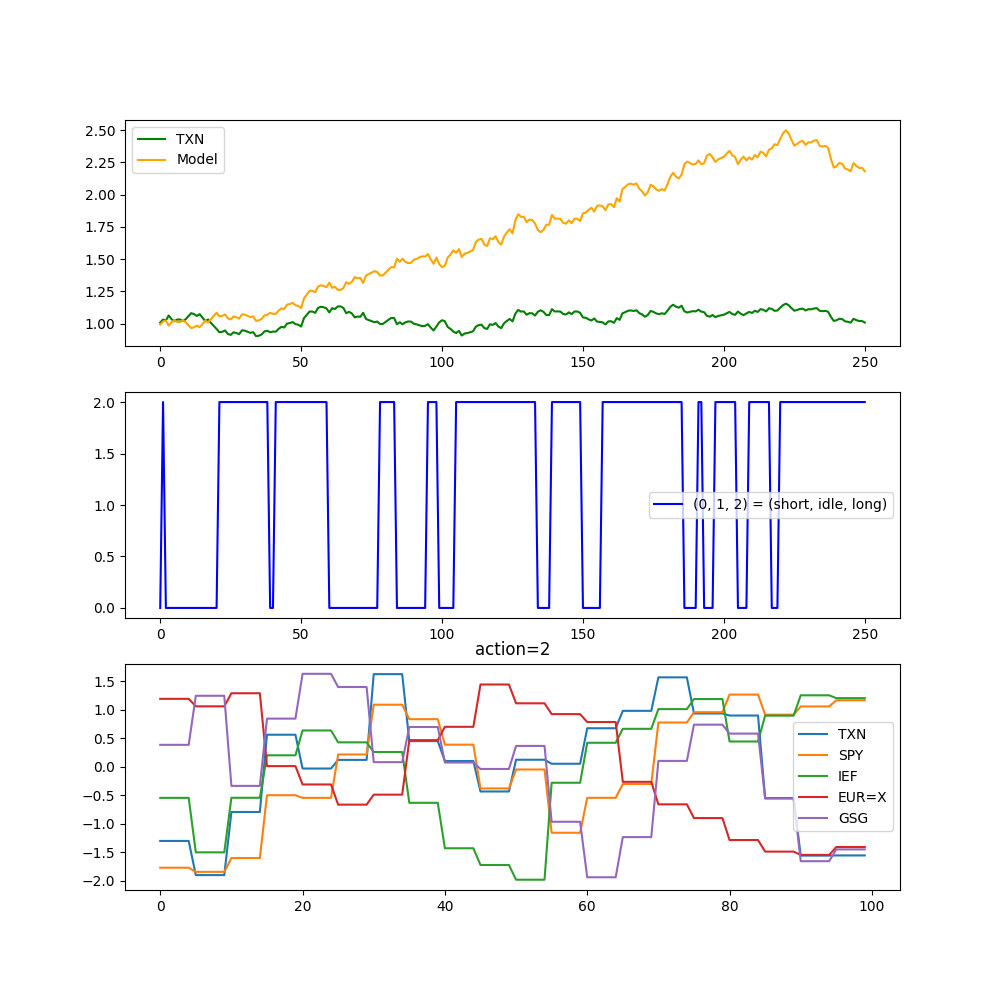 2.50
2.25
2.00
1.75
1.50
1.25
1.00
TXN
Model
0 50 100 150 200 250
2.0
1.5
1.0
0.5
0.0
(0, 1, 2) = (short, idle, long)
0 50 100 150 200 250
action=2
1.5
1.0
0.5
0.0
−0.5
−1.0
−1.5
−2.0
TXN
SPY
IEF
EUR=X
GSG
0 20 40 60 80 100